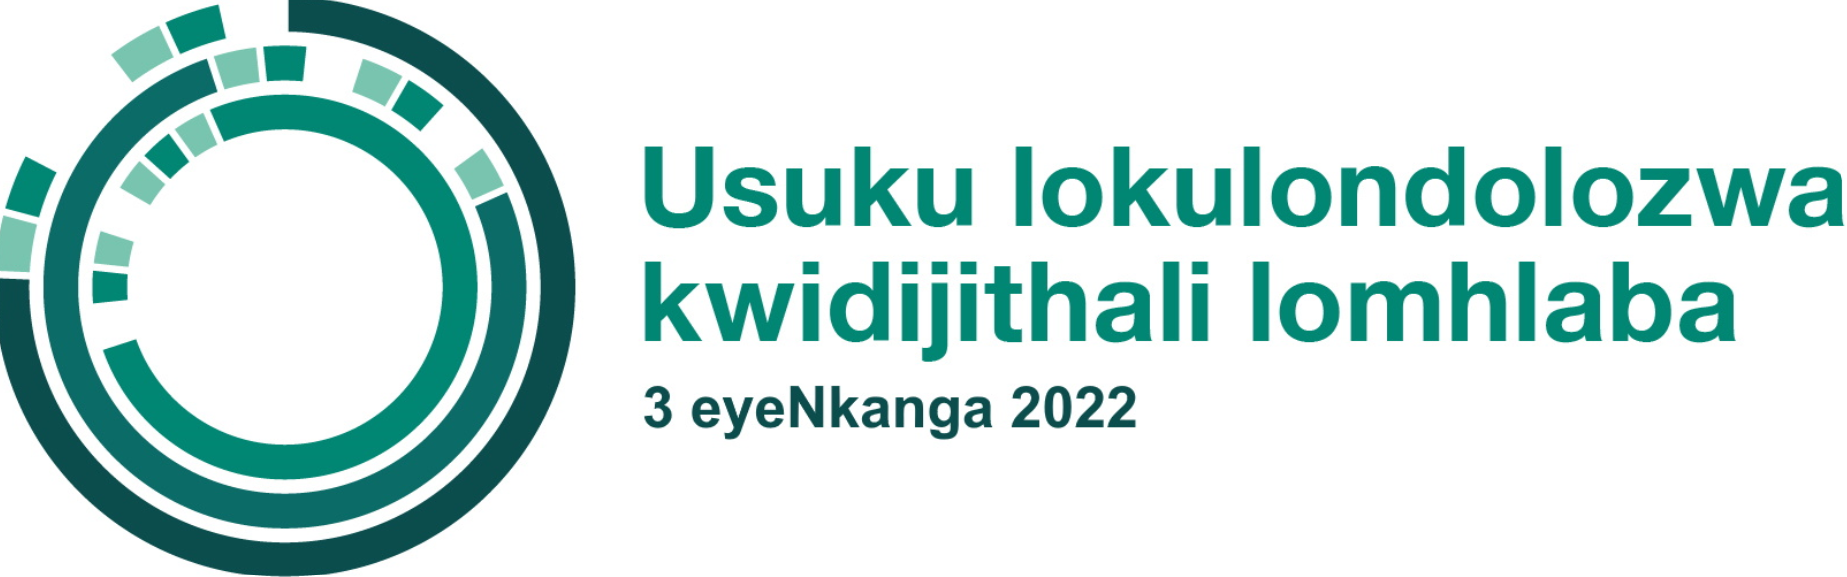 Usuku lokulondolozwa
kwidijithali lomhlaba
3 eyeNkanga 2022